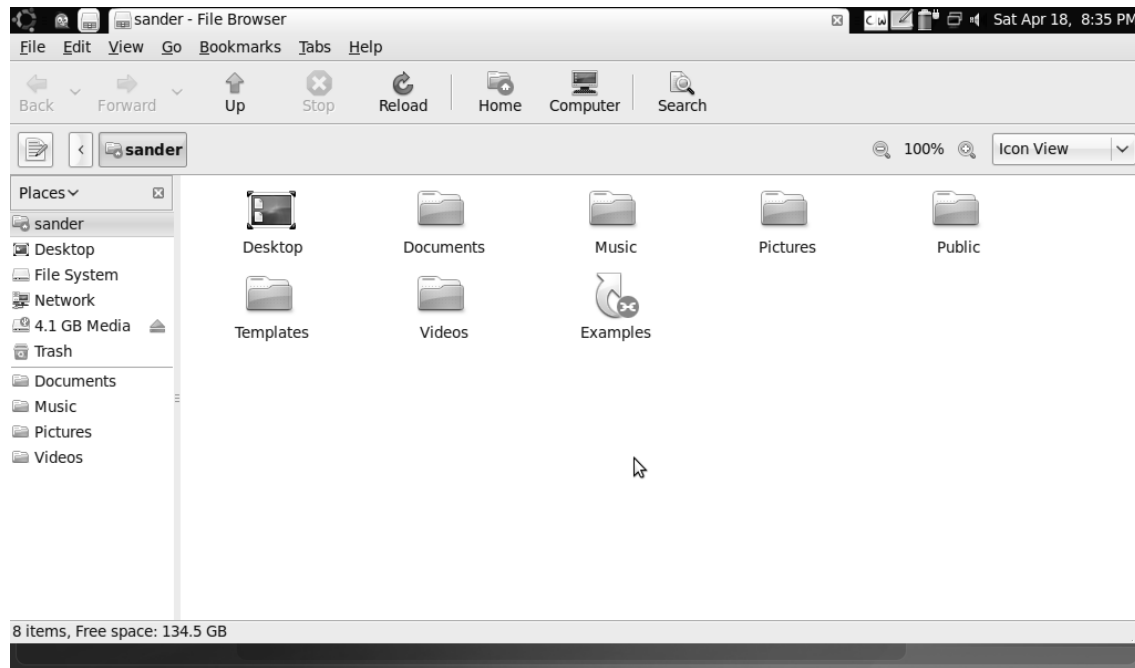 sander - File Browser
Sat Apr 18, 8:35 PM
File Edit View Go Bookmarks Tabs Help
Back Forward Up Stop Reload Home Computer Search
sander 100% Icon View
Places
sander
Desktop
File System
Network
4.1 GB Media
Trash
Documents
Music
Pictures
Videos
Desktop Documents Music Pictures Public
Templates Videos Examples
8 items, Free space: 134.5 GB